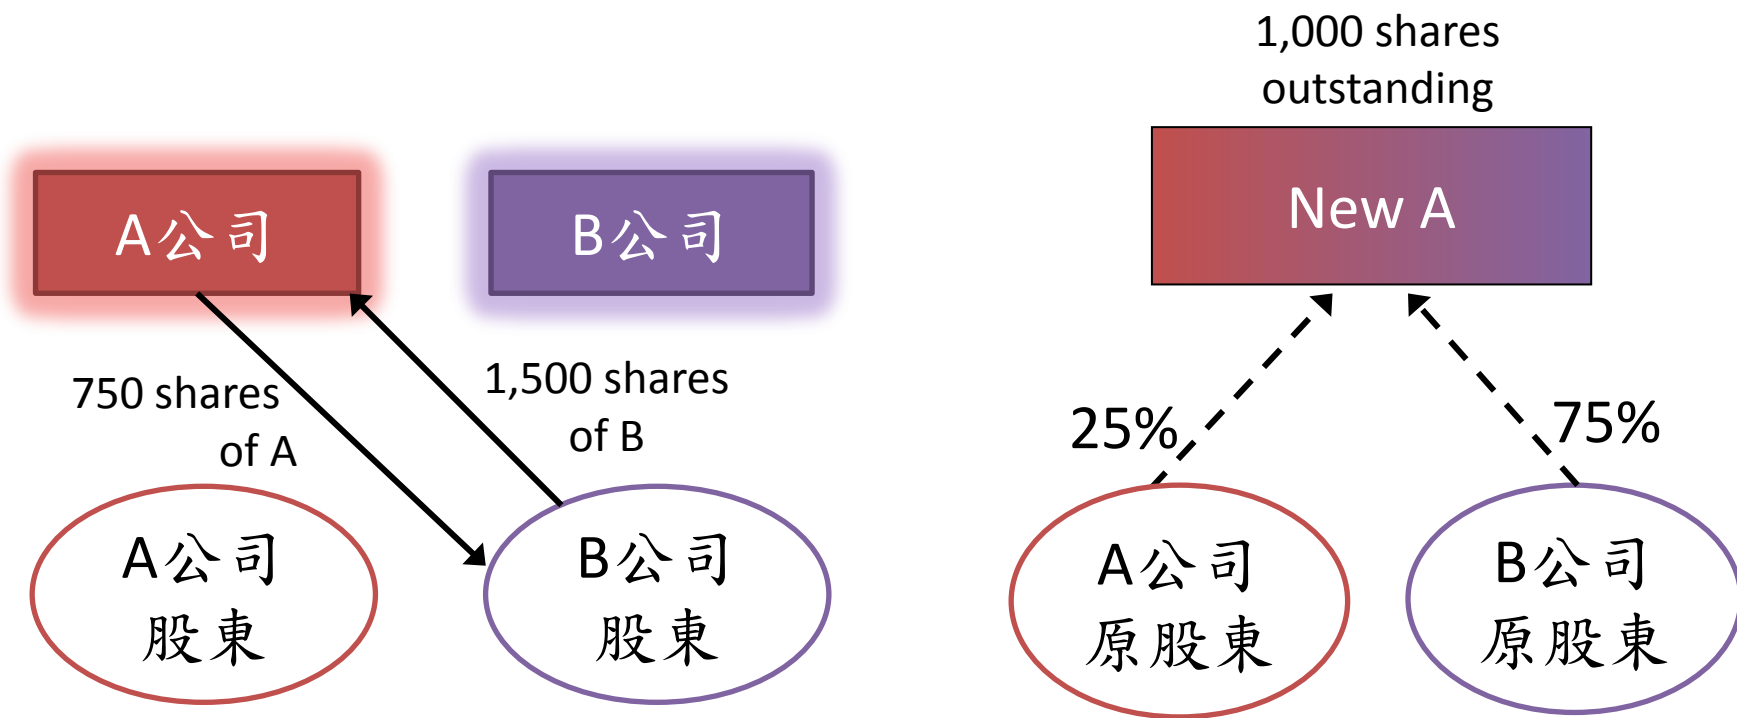 A公司
B公司
750 shares
of A
1,500 shares
of B
A公司
股東
B公司
股東
1,000 shares
outstanding
New A
25%
75%
A公司
原股東
B公司
原股東